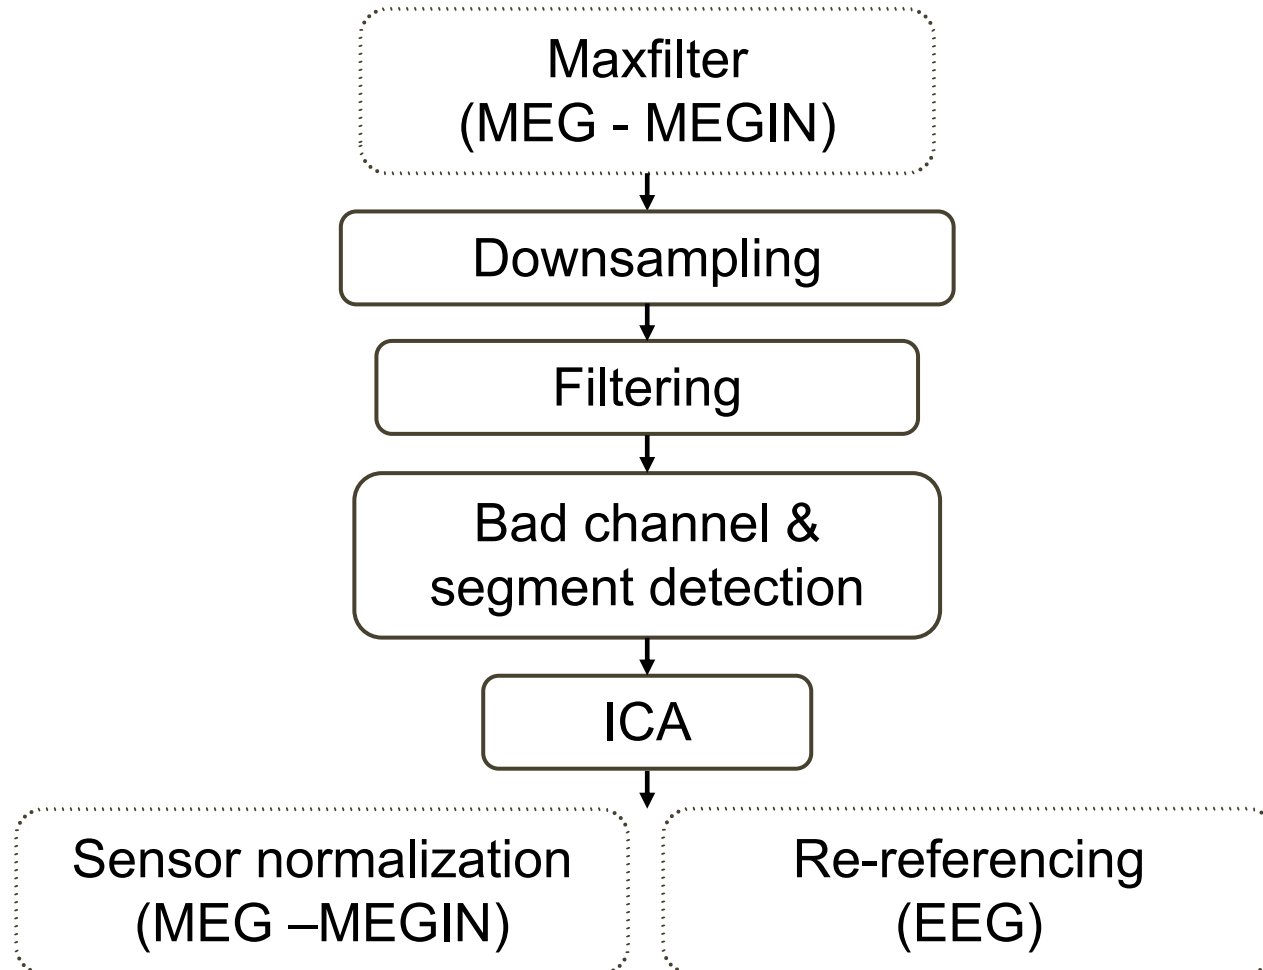 Maxfilter
(MEG - MEGIN)
Downsampling
Filtering
Bad channel &
segment detection
ICA
Sensor normalization
(MEG –MEGIN)
Re-referencing
(EEG)